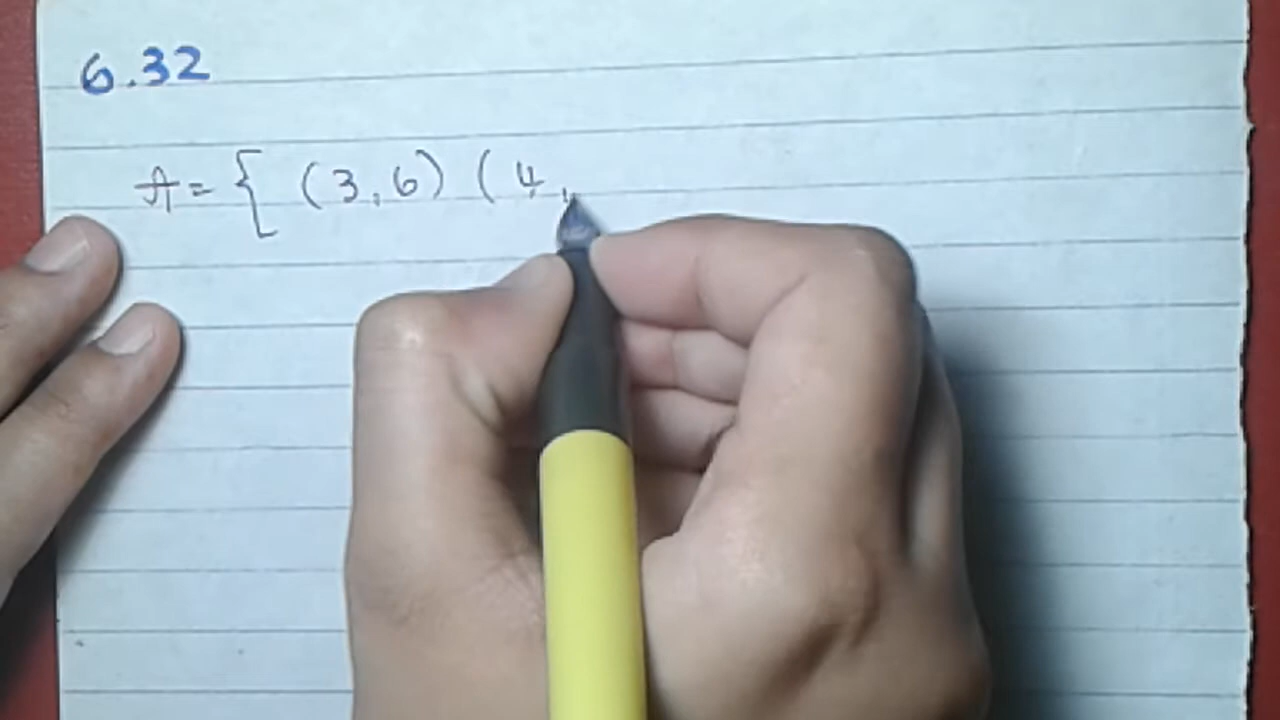 6.32
A = { (3,6) (4,